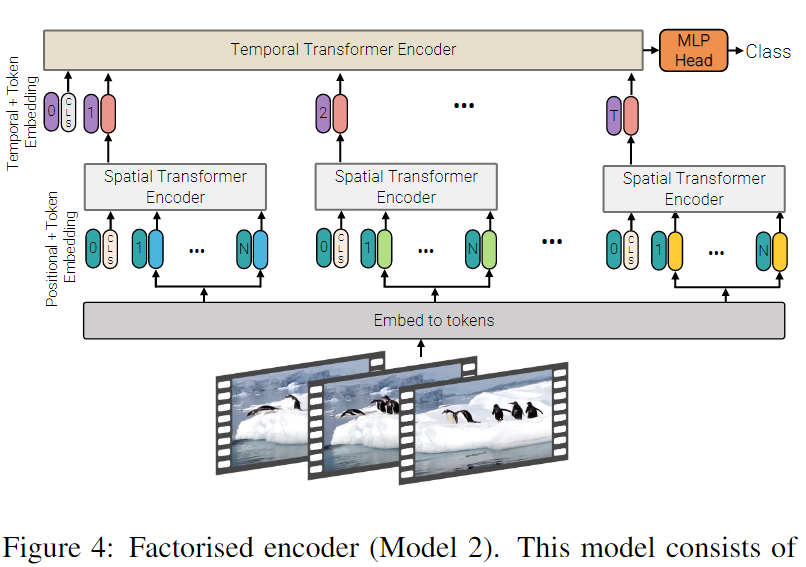 Temporal Transformer Encoder
MLP
Head
Class
Temporal + Token
Embedding
0
CLS
1
2
...
T
Spatial Transformer
Encoder
Spatial Transformer
Encoder
Spatial Transformer
Encoder
Positional + Token
Embedding
0
CLS
1
...
N
0
CLS
1
...
N
...
0
CLS
1
...
N
Embed to tokens
Figure 4: Factorised encoder (Model 2). This model consists of